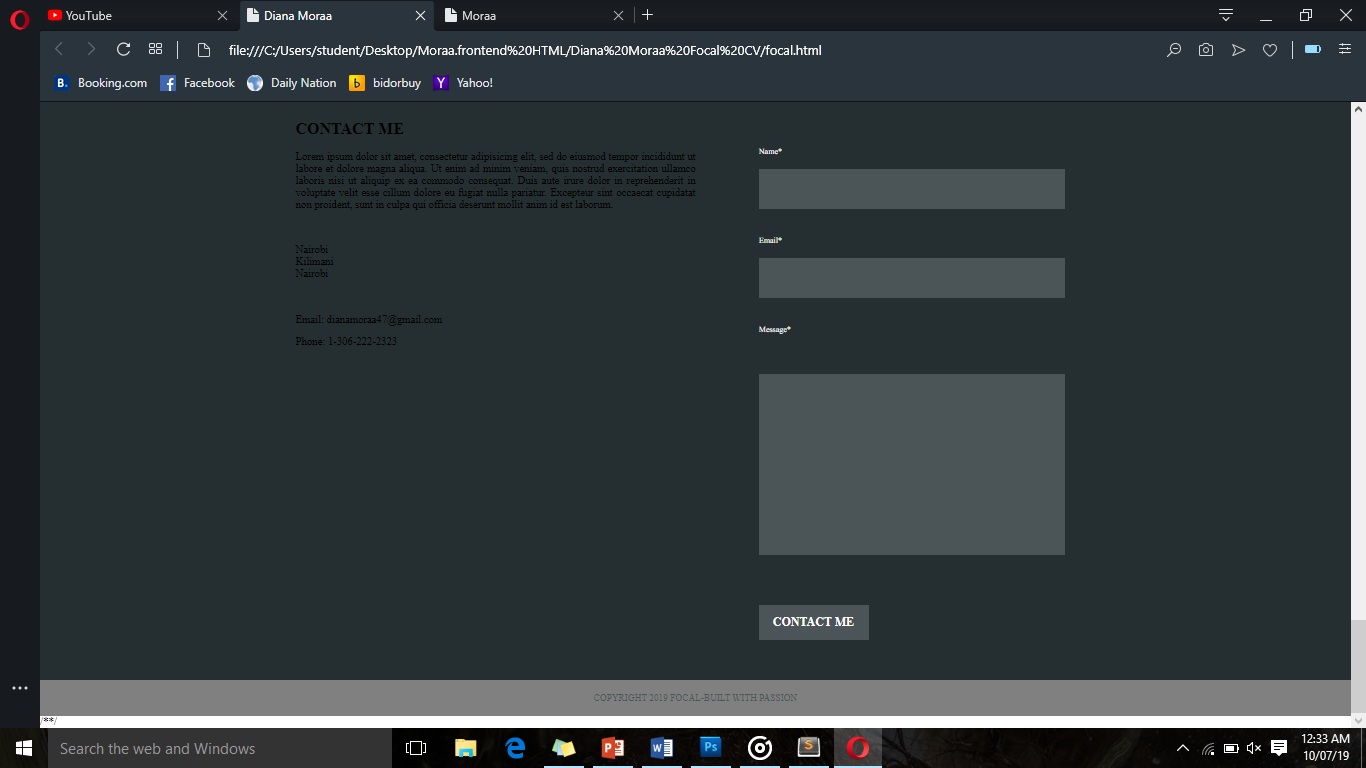 YouTube
Diana Moraa
Moraa
file:///C:/Users/student/Desktop/Moraa.frontend%20HTML/Diana%20Moraa%20Focal%20CV/focal.html
B. Booking.com
Facebook
Daily Nation
b bidorbuy
Y Yahoo!
CONTACT ME
Lorem ipsum dolor sit amet, consectetur adipisicing elit, sed do eiusmod tempor incididunt ut
labore et dolore magna aliqua. Ut enim ad minim veniam, quis nostrud exercitation ullamco
laboris nisi ut aliquip ex ea commodo consequat. Duis aute irure dolor in reprehenderit in
voluptate velit esse cillum dolore eu fugiat nulla pariatur. Excepteur sint occaecat cupidatat
non proident, sunt in culpa qui officia deserunt mollit anim id est laborum.
Nairobi
Kilimani
Nairobi
Email: dianamoraa47@gmail.com
Phone: 1-306-222-2323
Name*
Email*
Message*
CONTACT ME
COPYRIGHT 2019 FOCAL-BUILT WITH PASSION
/**/
Search the web and Windows
Ps
12:33 AM
10/07/19